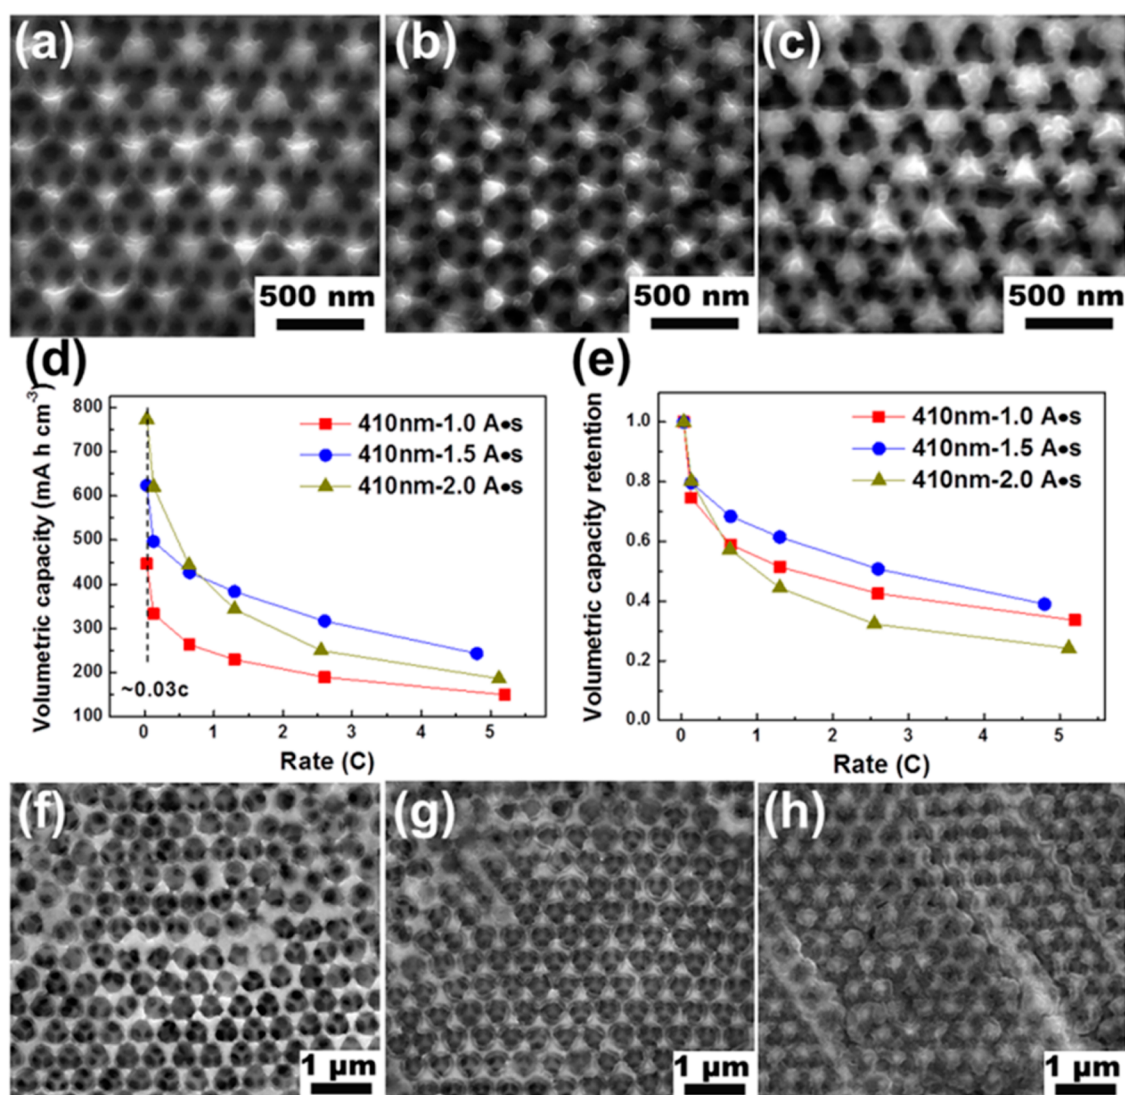 (a)
(b)
(c)
500 nm
500 nm
500 nm
(d)
(e)
Volumetric capacity (mA h cm⁻³)
800
700
600
500
400
300
200
100
410nm-1.0 A•s
410nm-1.5 A•s
410nm-2.0 A•s
~0.03c
0 1 2 3 4 5
Rate (C)
Volumetric capacity retention
1.0
0.8
0.6
0.4
0.2
0.0
410nm-1.0 A•s
410nm-1.5 A•s
410nm-2.0 A•s
0 1 2 3 4 5
Rate (C)
(f)
(g)
(h)
1 μm
1 μm
1 μm